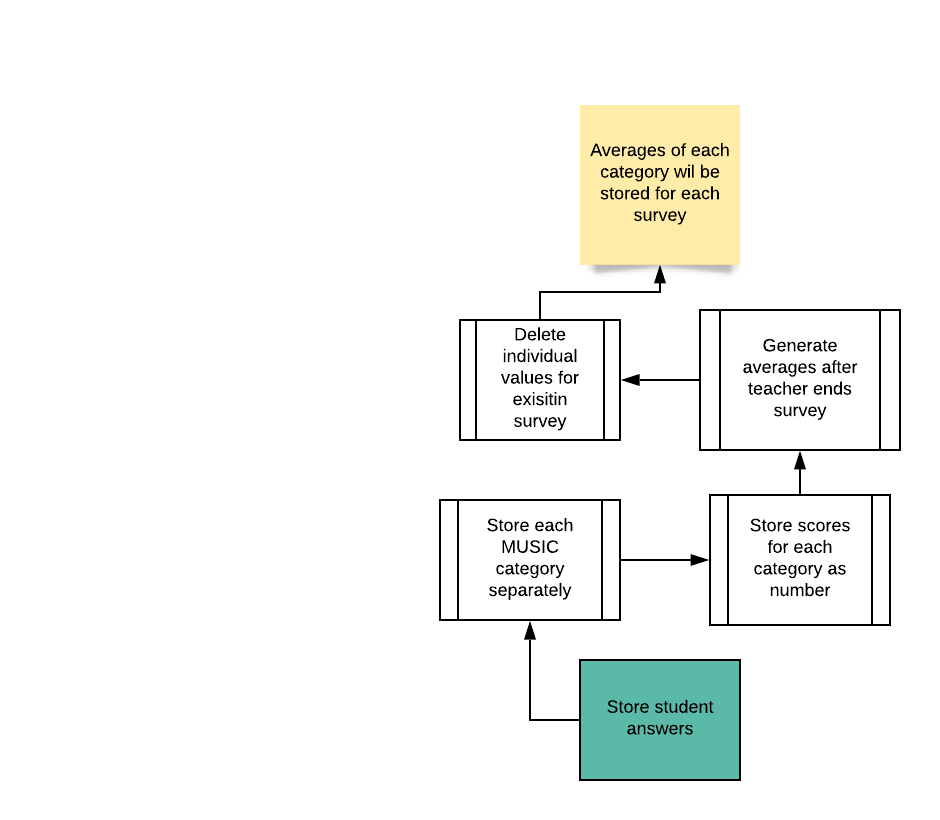 Averages of each
category wil be
stored for each
survey
Delete
individual
values for
exisitin
survey
Generate
averages after
teacher ends
survey
Store each
MUSIC
category
separately
Store scores
for each
category as
number
Store student
answers